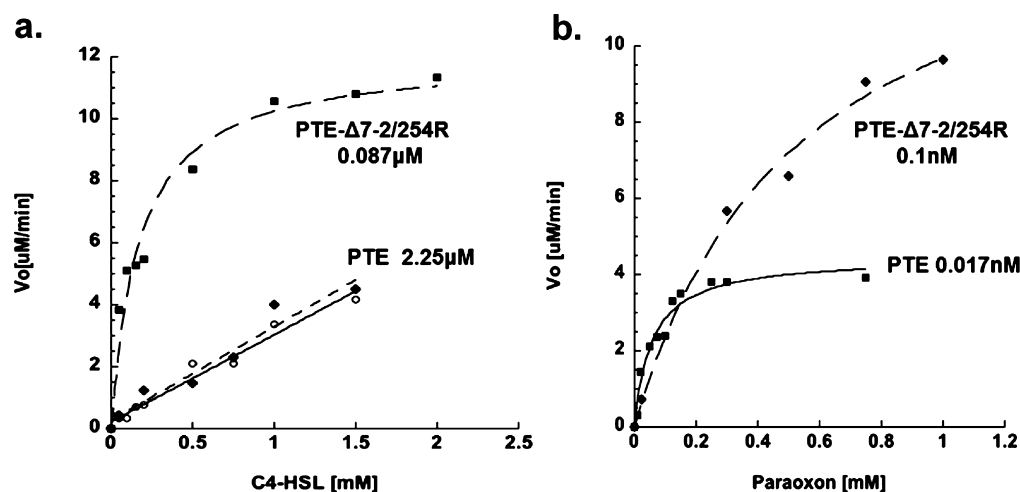 a.
12
10
8
6
4
2
0
Vo[uM/min]
PTE-Δ7-2/254R
0.087µM
PTE 2.25µM
0 0.5 1 1.5 2 2.5
C4-HSL [mM]
b.
10
8
6
4
2
0
Vo [uM/min]
PTE-Δ7-2/254R
0.1nM
PTE 0.017nM
0 0.2 0.4 0.6 0.8 1 1.2
Paraoxon [mM]